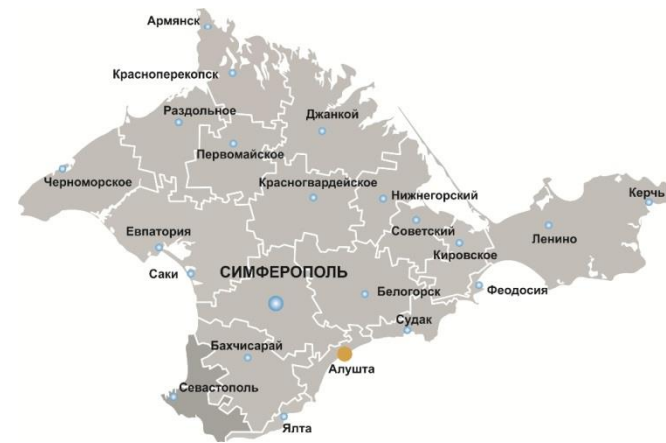 Армянск
Красноперекопск
Раздольное
Джанкой
Первомайское
Черноморское
Красногвардейское
Нижнегорский
Керчь
Советский
Ленино
Евпатория
Кировское
Саки
СИМФЕРОПОЛЬ
Белогорск
Феодосия
Судак
Бахчисарай
Алушта
Севастополь
Ялта